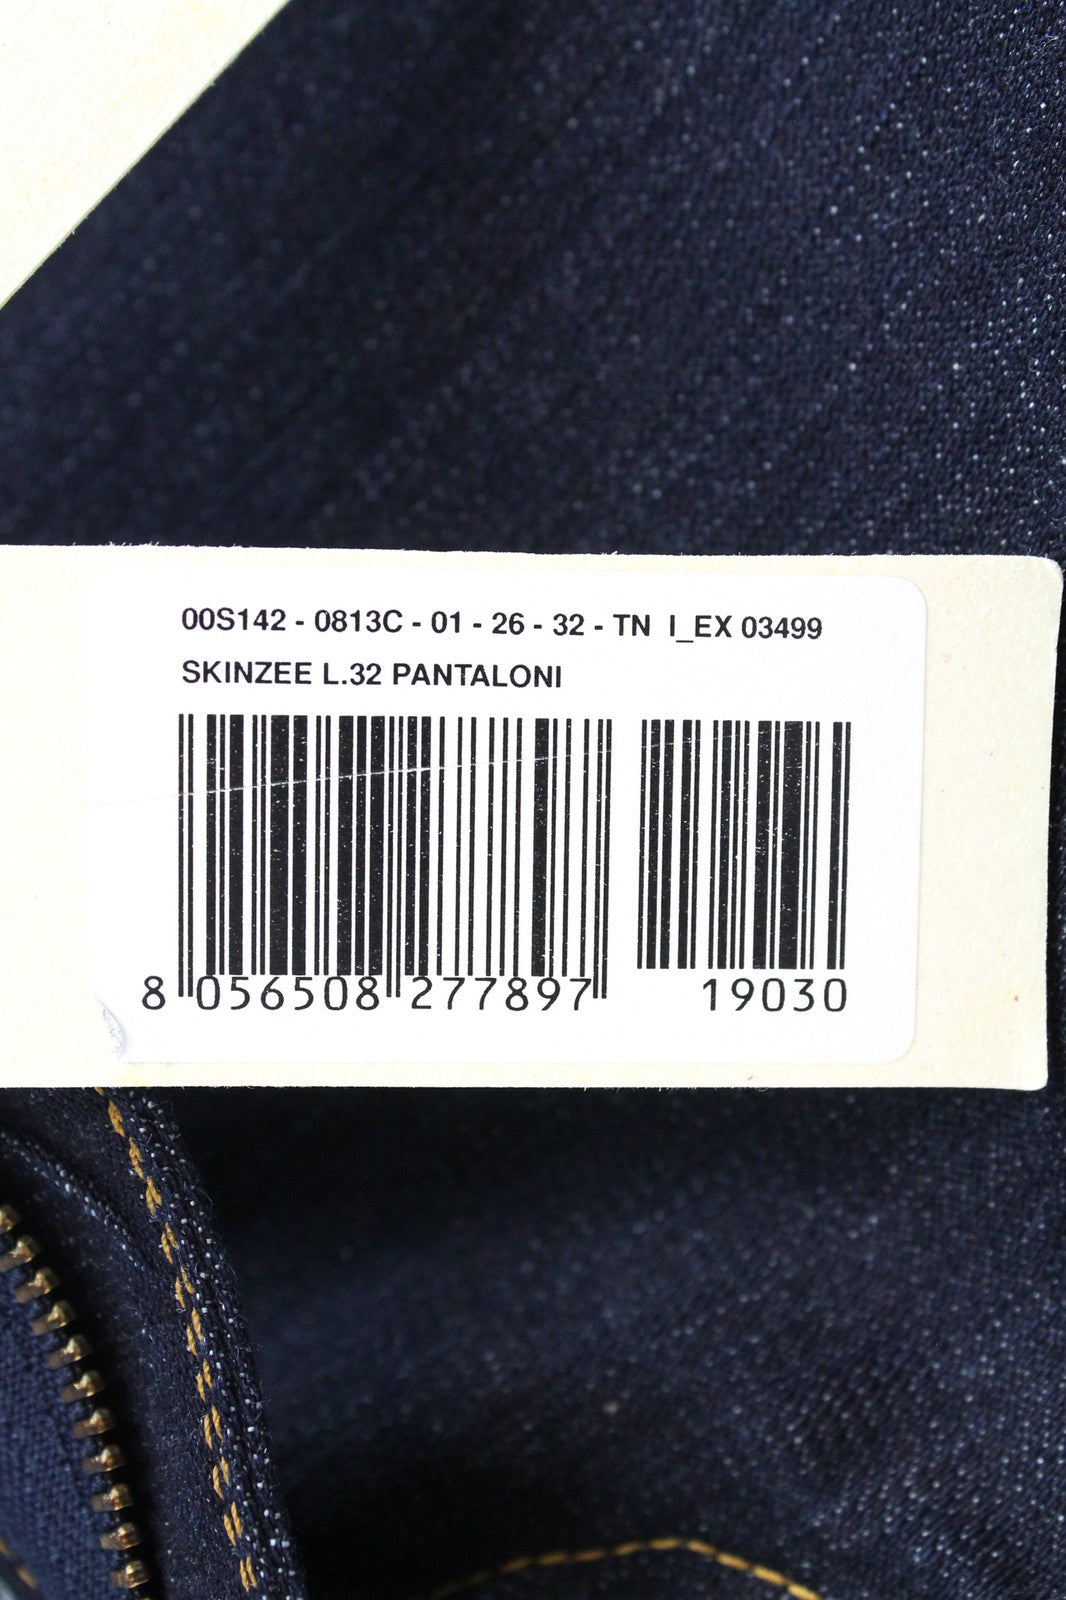 00S142 - 0813C - 01 - 26 - 32 - TN I_EX 03499
SKINZEE L.32 PANTALONI
8 056508 277897 19030